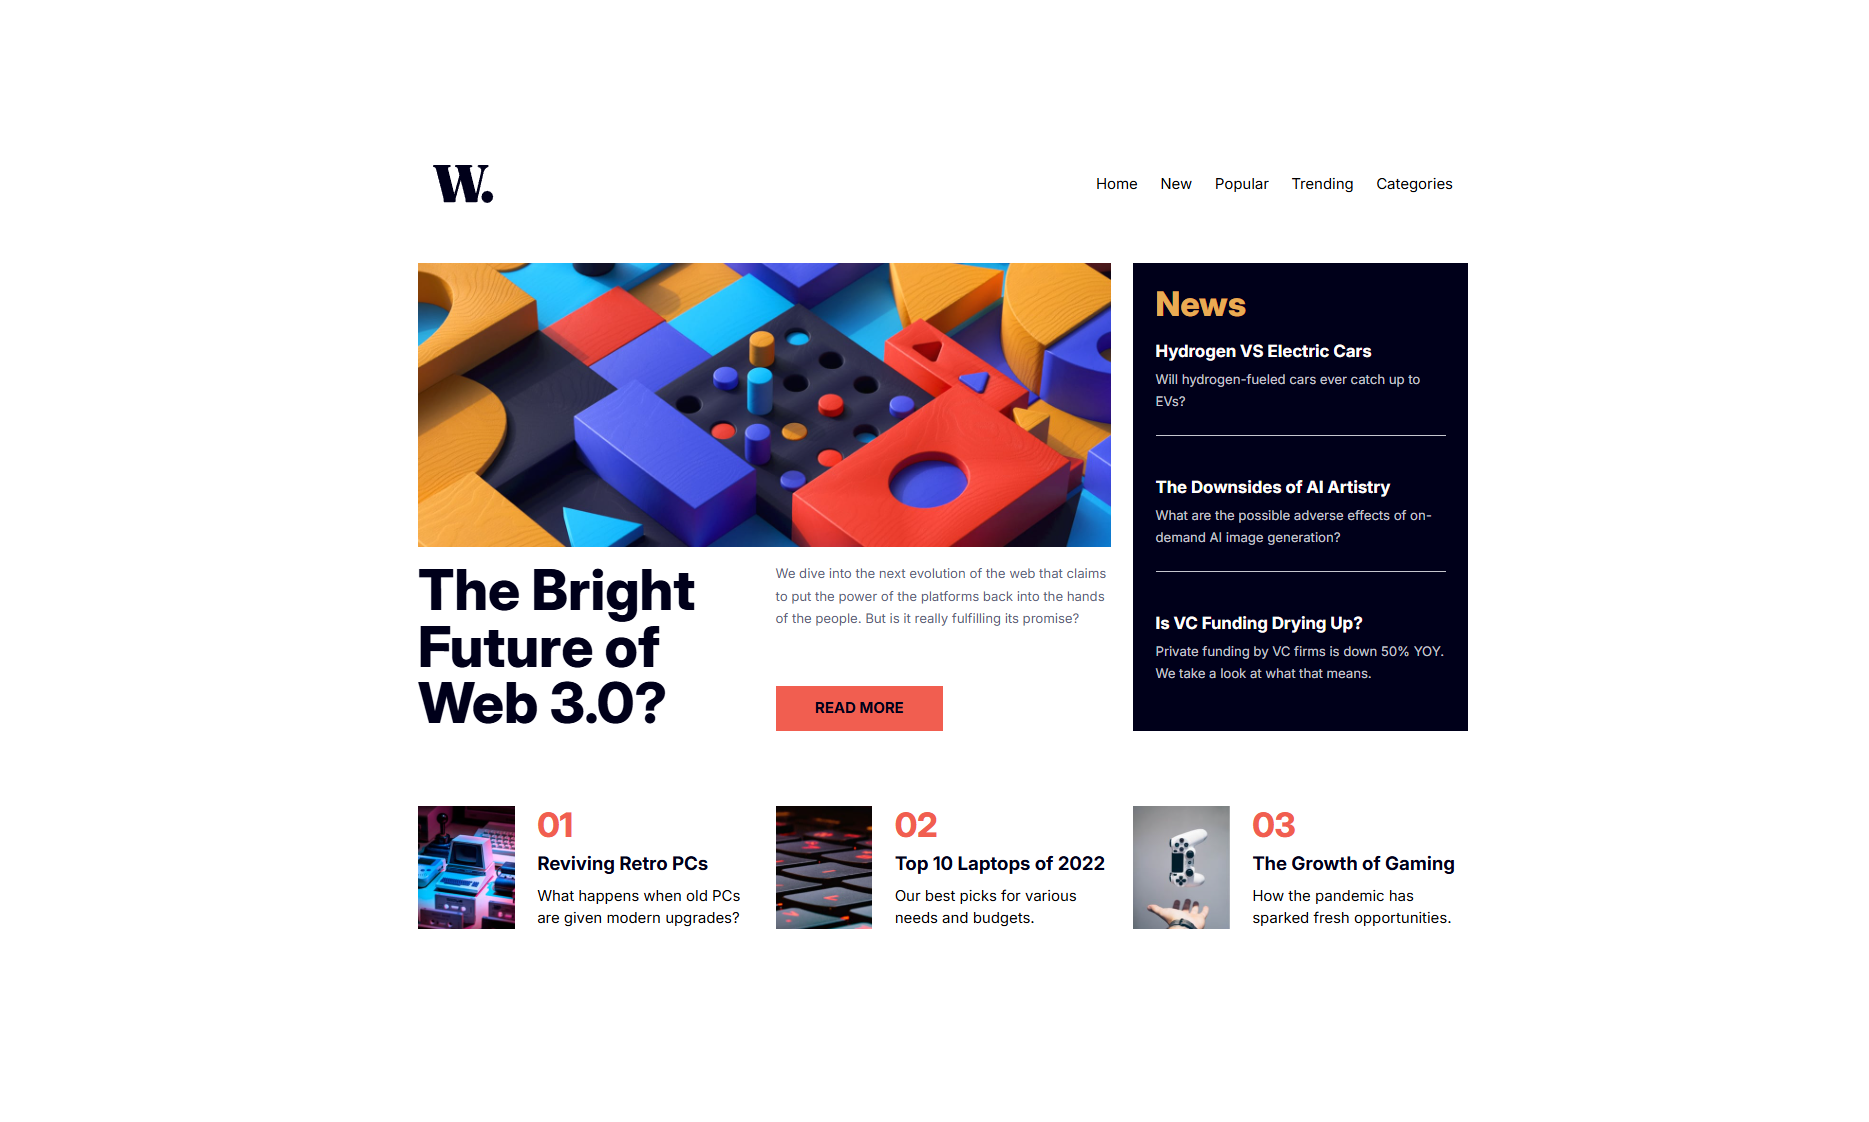 W.
Home New Popular Trending Categories
The Bright
Future of
Web 3.0?
We dive into the next evolution of the web that claims
to put the power of the platforms back into the hands
of the people. But is it really fulfilling its promise?
READ MORE
News
Hydrogen VS Electric Cars
Will hydrogen-fueled cars ever catch up to
EVs?
The Downsides of AI Artistry
What are the possible adverse effects of on-
demand AI image generation?
Is VC Funding Drying Up?
Private funding by VC firms is down 50% YOY.
We take a look at what that means.
01
Reviving Retro PCs
What happens when old PCs
are given modern upgrades?
02
Top 10 Laptops of 2022
Our best picks for various
needs and budgets.
03
The Growth of Gaming
How the pandemic has
sparked fresh opportunities.